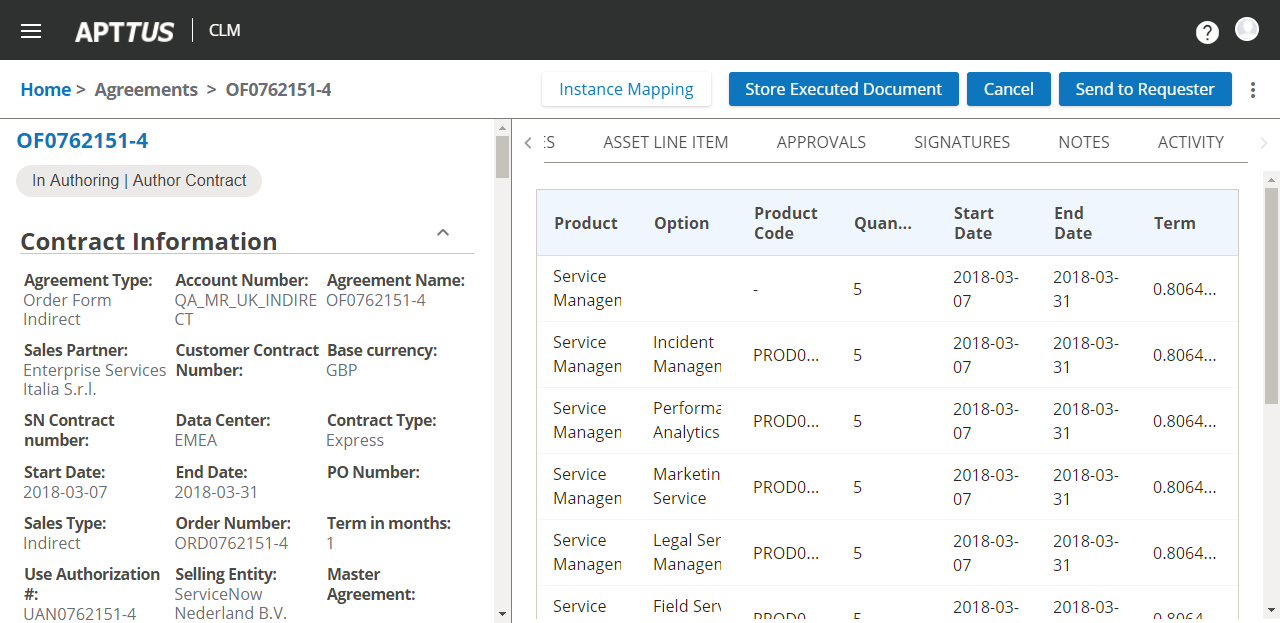 APTTUS CLM
?
Home > Agreements > OF0762151-4
Instance Mapping
Store Executed Document
Cancel
Send to Requester
OF0762151-4
In Authoring | Author Contract
Contract Information
Agreement Type:
Order Form
Indirect
Account Number:
QA_MR_UK_INDIRE
CT
Agreement Name:
OF0762151-4
Sales Partner:
Enterprise Services
Italia S.r.l.
Customer Contract
Number:
Base currency:
GBP
SN Contract
number:
Data Center:
EMEA
Contract Type:
Express
Start Date:
2018-03-07
End Date:
2018-03-31
PO Number:
Sales Type:
Indirect
Order Number:
ORD0762151-4
Term in months:
1
Use Authorization
#:
UAN0762151-4
Selling Entity:
ServiceNow
Nederland B.V.
Master
Agreement:
ES
ASSET LINE ITEM
APPROVALS
SIGNATURES
NOTES
ACTIVITY
Product
Option
Product
Code
Quan...
Start
Date
End
Date
Term
Service
Managen
-
5
2018-03-
07
2018-03-
31
0.8064...
Service
Managen
Incident
Managen
PROD0...
5
2018-03-
07
2018-03-
31
0.8064...
Service
Managen
Performa
Analytics
PROD0...
5
2018-03-
07
2018-03-
31
0.8064...
Service
Managen
Marketin
Service
PROD0...
5
2018-03-
07
2018-03-
31
0.8064...
Service
Managen
Legal Ser
Managen
PROD0...
5
2018-03-
07
2018-03-
31
0.8064...
Service
Field Serv
PROD0...
5
2018-03-
2018-03-
0.8064...